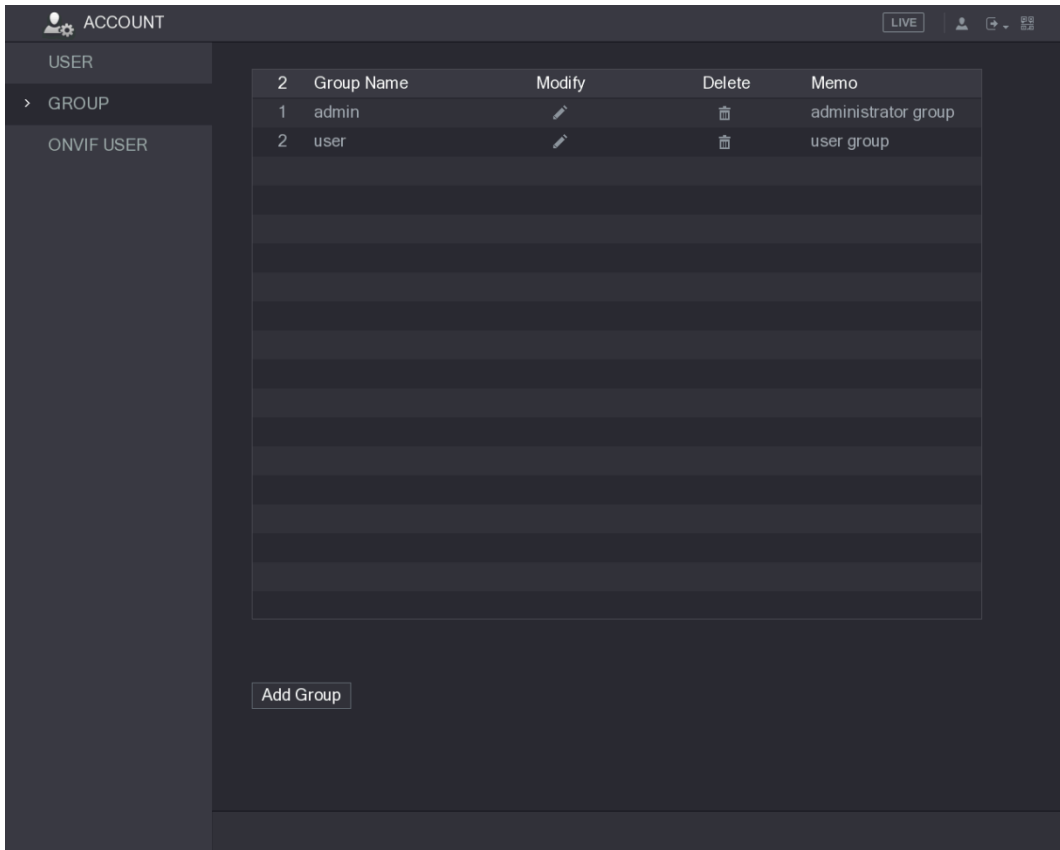 ACCOUNT
LIVE
USER
GROUP
ONVIF USER
2 Group Name Modify Delete Memo
1 admin administrator group
2 user user group
Add Group